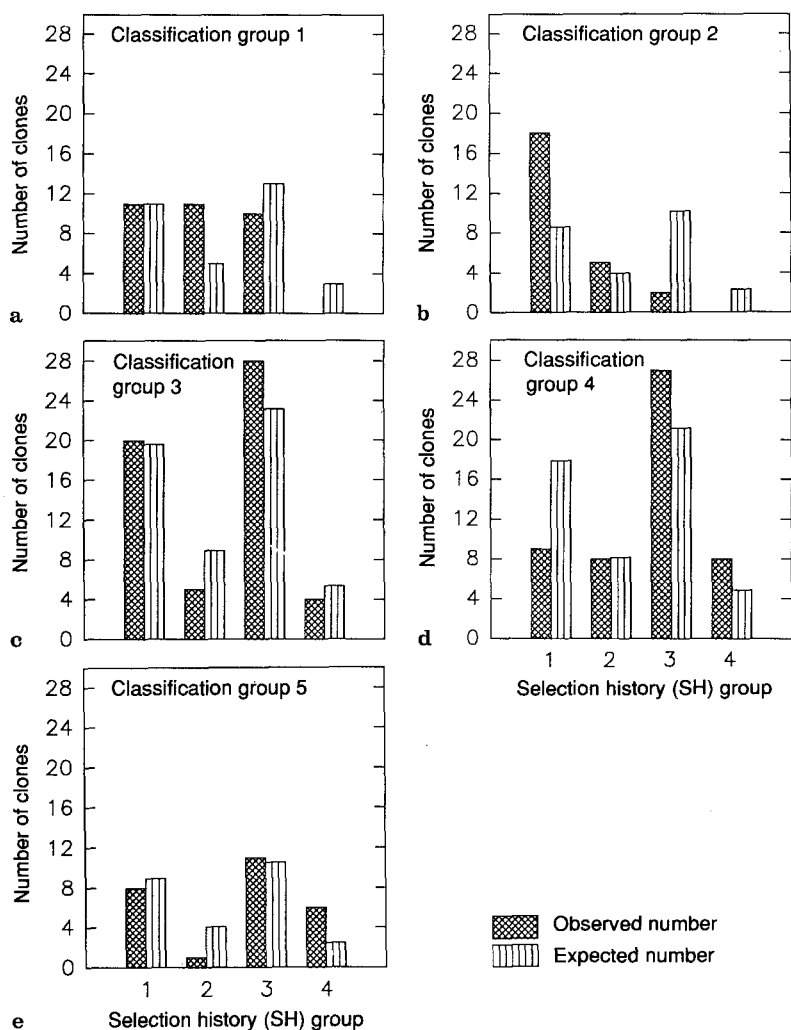 Classification group 1
28
24
20
16
12
8
4
0
Number of clones
a
Classification group 2
28
24
20
16
12
8
4
0
Number of clones
b
Classification
group 3
28
24
20
16
12
8
4
0
Number of clones
c
Classification
group 4
28
24
20
16
12
8
4
0
Number of clones
d
1 2 3 4
Selection history (SH) group
Classification group 5
28
24
20
16
12
8
4
0
Number of clones
e
1 2 3 4
Selection history (SH) group
Observed number
Expected number